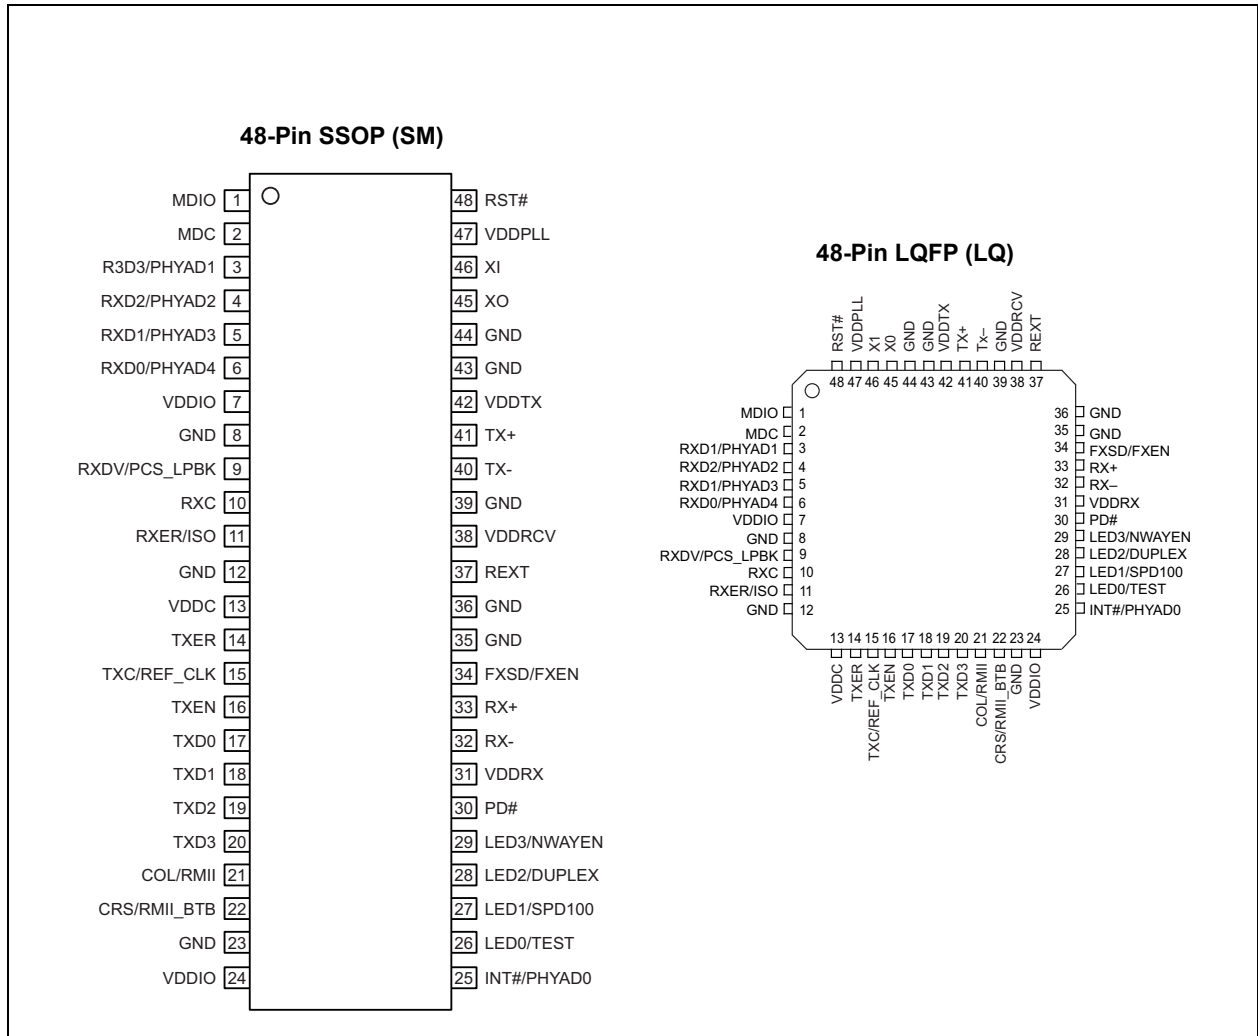 48-Pin SSOP (SM)
MDIO 1
MDC 2
R3D3/PHYAD1 3
RXD2/PHYAD2 4
RXD1/PHYAD3 5
RXD0/PHYAD4 6
VDDIO 7
GND 8
RXDV/PCS_LPBK 9
RXC 10
RXER/ISO 11
GND 12
VDDC 13
TXER 14
TXC/REF_CLK 15
TXEN 16
TXD0 17
TXD1 18
TXD2 19
TXD3 20
COL/RMII 21
CRS/RMII_BTB 22
GND 23
VDDIO 24
48 RST#
47 VDDPLL
46 XI
45 XO
44 GND
43 GND
42 VDDTX
41 TX+
40 TX-
39 GND
38 VDDRCV
37 REXT
36 GND
35 GND
34 FXSD/FXEN
33 RX+
32 RX-
31 VDDRX
30 PD#
29 LED3/NWAYEN
28 LED2/DUPLEX
27 LED1/SPD100
26 LED0/TEST
25 INT#/PHYAD0
48-Pin LQFP (LQ)
RST# VDDPLL X1 X0 GND GND VDDTX TX+ Tx– GND VDDRCV REXT
48 47 46 45 44 43 42 41 40 39 38 37
MDIO 1
MDC 2
RXD1/PHYAD1 3
RXD2/PHYAD2 4
RXD1/PHYAD3 5
RXD0/PHYAD4 6
VDDIO 7
GND 8
RXDV/PCS_LPBK 9
RXC 10
RXER/ISO 11
GND 12
36 GND
35 GND
34 FXSD/FXEN
33 RX+
32 RX–
31 VDDRX
30 PD#
29 LED3/NWAYEN
28 LED2/DUPLEX
27 LED1/SPD100
26 LED0/TEST
25 INT#/PHYAD0
13 14 15 16 17 18 19 20 21 22 23 24
VDDC TXER TXC/REF_CLK TXEN TXD0 TXD1 TXD2 TXD3 COL/RMII CRS/RMII_BTB GND VDDIO